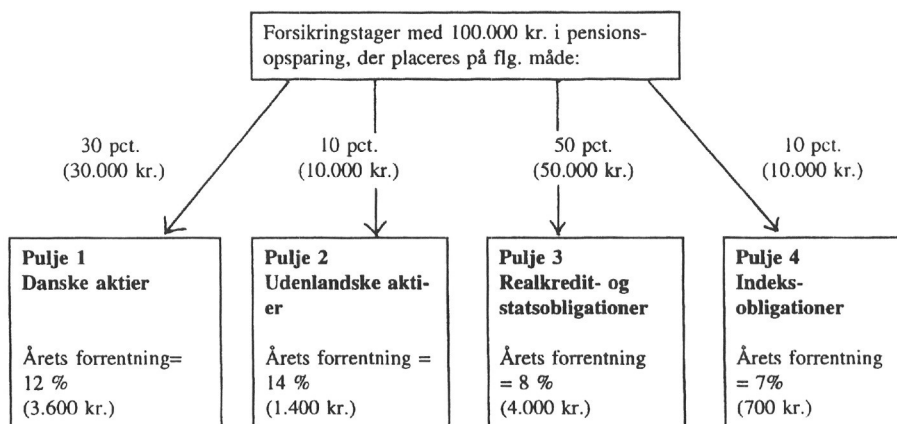 Forsikringstager med 100.000 kr. i pensions-
opsparing, der placeres på flg. måde:
30 pct.
(30.000 kr.)
10 pct.
(10.000 kr.)
50 pct.
(50.000 kr.)
10 pct.
(10.000 kr.)
Pulje 1
Danske aktier
Årets forrentning=
12 %
(3.600 kr.)
Pulje 2
Udenlandske akti-
er
Årets forrentning =
14 %
(1.400 kr.)
Pulje 3
Realkredit- og
statsobligationer
Årets forrentning
= 8 %
(4.000 kr.)
Pulje 4
Indeks-
obligationer
Årets forrentning
= 7%
(700 kr.)